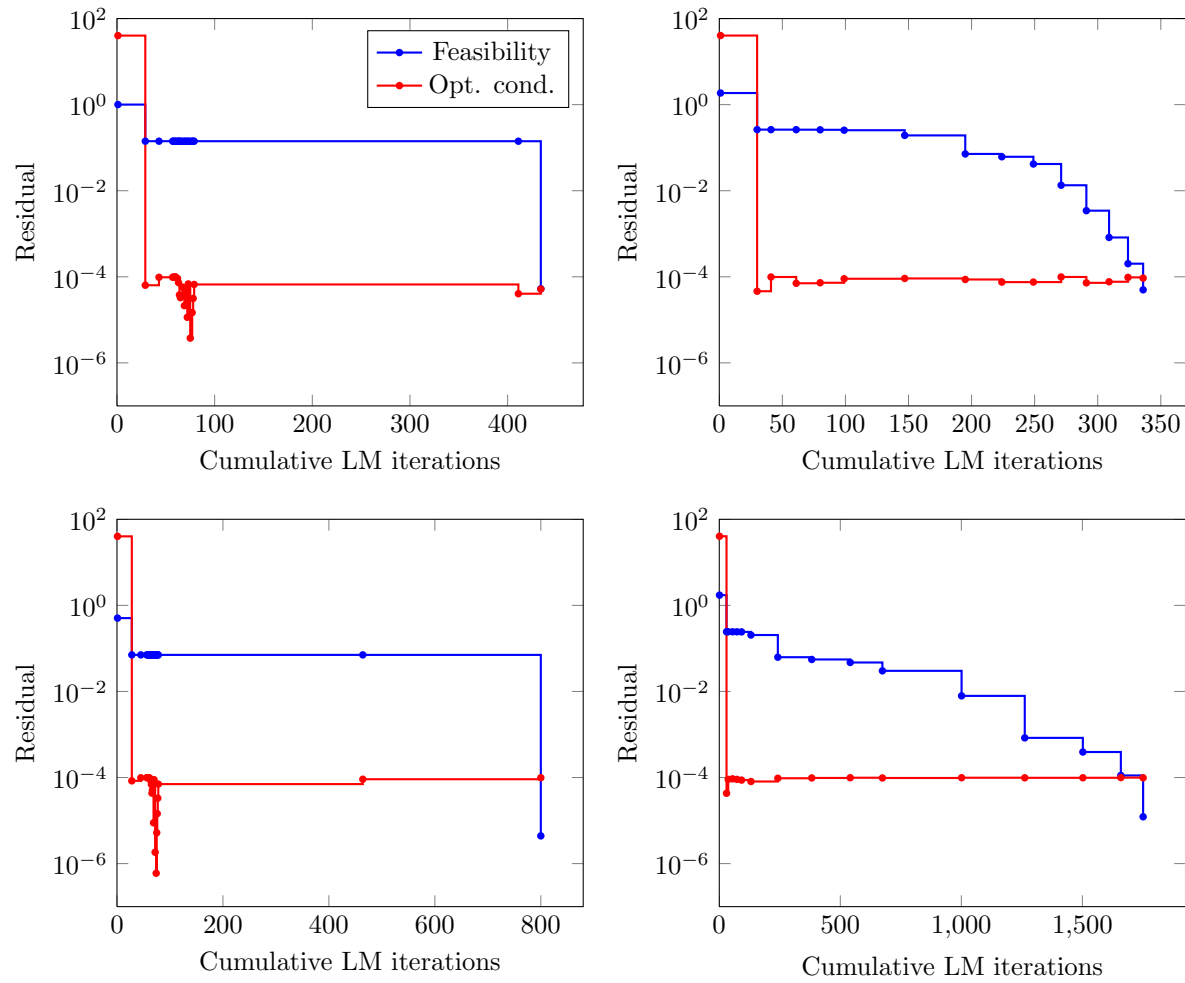 10^2
10^0
10^−2
10^−4
10^−6
Residual
0 100 200 300 400
Cumulative LM iterations
Feasibility
Opt. cond.
10^2
10^0
10^−2
10^−4
10^−6
Residual
0 50 100 150 200 250 300 350
Cumulative LM iterations
10^2
10^0
10^−2
10^−4
10^−6
Residual
0 200 400 600 800
Cumulative LM iterations
10^2
10^0
10^−2
10^−4
10^−6
Residual
0 500 1,000 1,500
Cumulative LM iterations